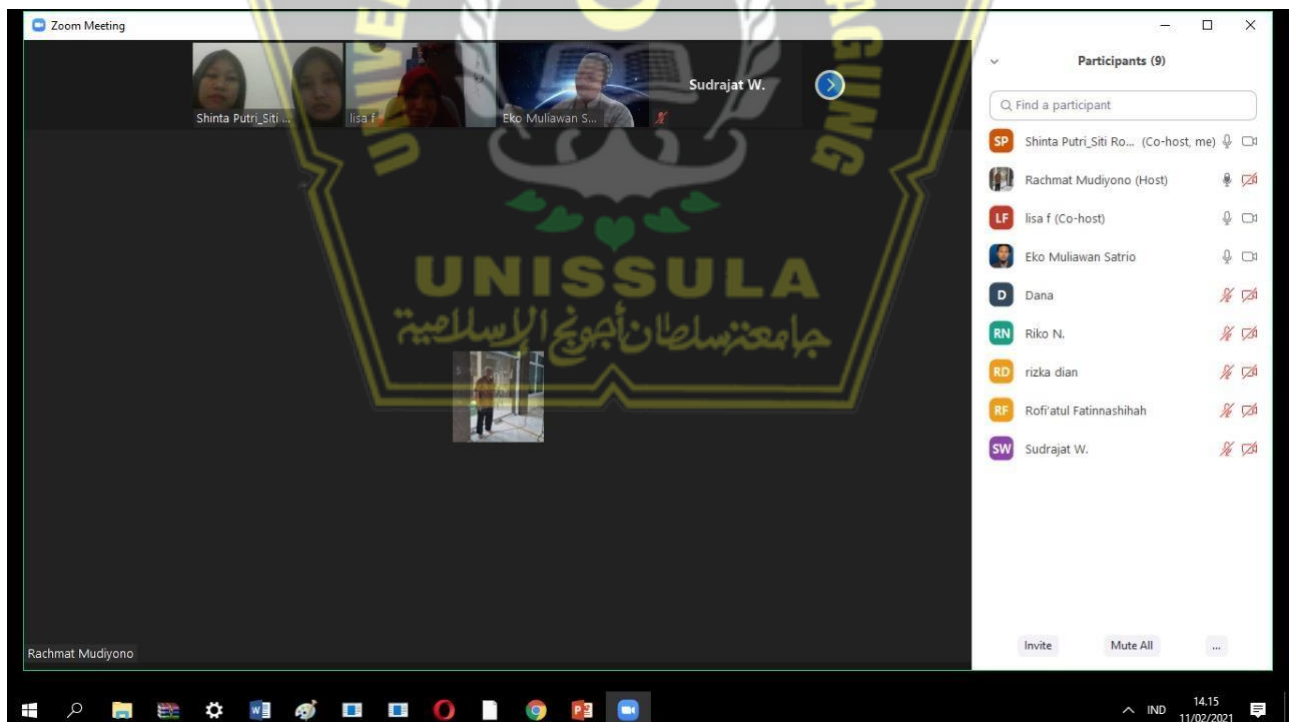 Zoom Meeting
Shinta Putri_Siti ...
lisa f
Eko Muliawan S...
Sudrajat W.
Participants (9)
Find a participant
SP Shinta Putri_Siti Ro... (Co-host, me)
Rachmat Mudiyono (Host)
LF lisa f (Co-host)
Eko Muliawan Satrio
D Dana
RN Riko N.
RD rizka dian
RF Rofi'atul Fatinnashihah
SW Sudrajat W.
Invite Mute All ...
UNISSULA
جامعتسلطان أجونج الإسلامية
Rachmat Mudiyono
IND
14.15
11/02/2021